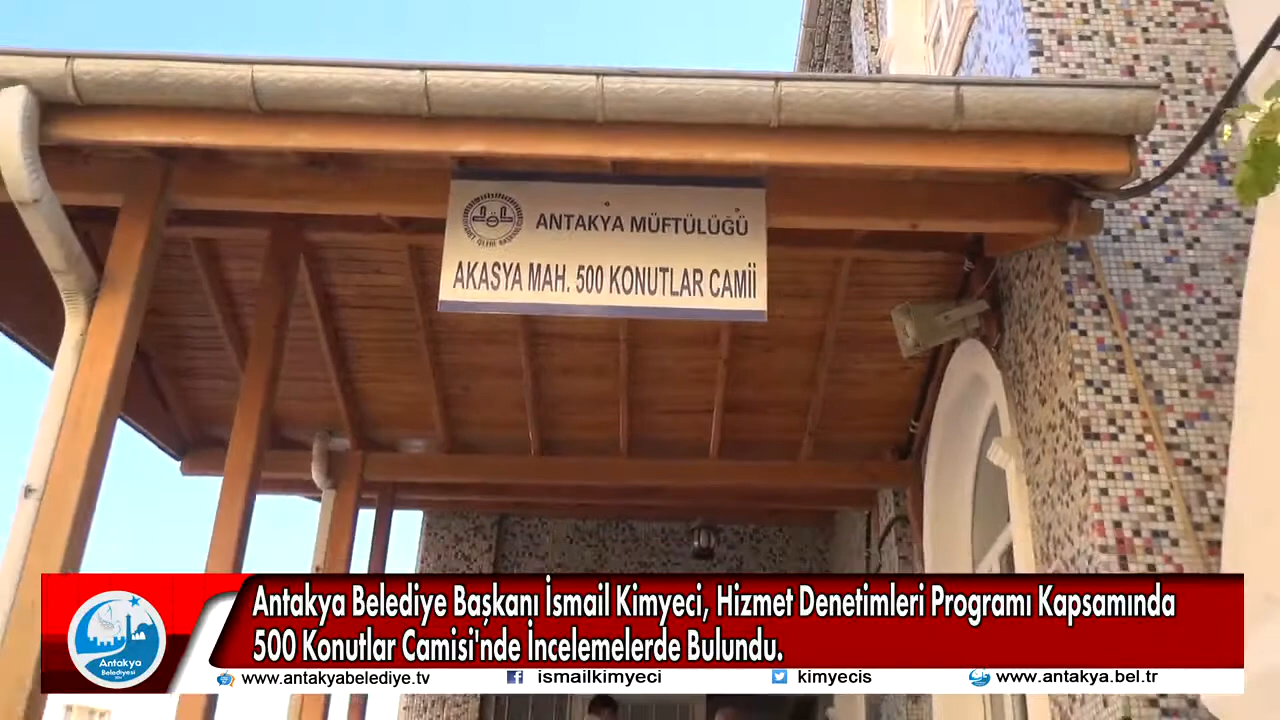 ANTAKYA MÜFTÜLÜĞÜ
AKASYA MAH. 500 KONUTLAR CAMİİ
Antakya Belediye Başkanı İsmail Kimyeci, Hizmet Denetimleri Programı Kapsamında
500 Konutlar Camisi'nde İncelemelerde Bulundu.
Antakya
Belediyesi
www.antakyabelediye.tv
ismailkimyeci
kimyecis
www.antakya.bel.tr